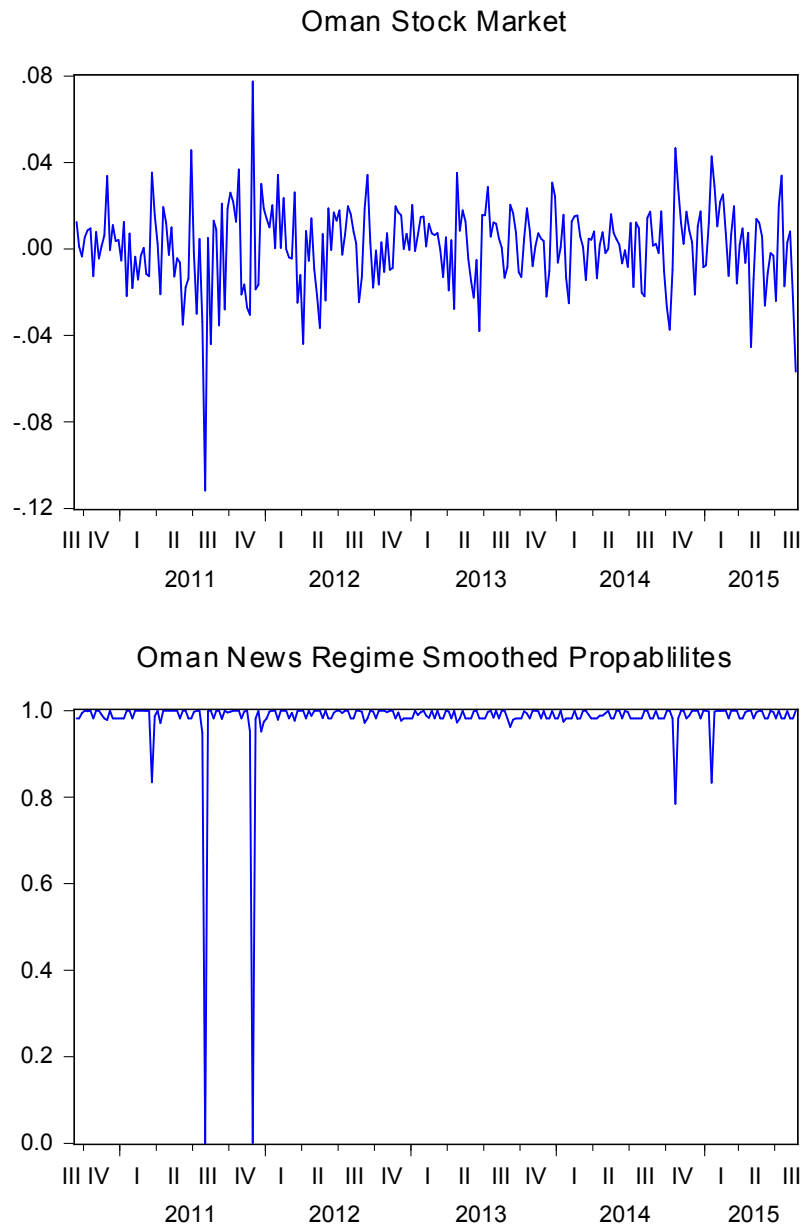 Oman Stock Market
.08
.04
.00
-.04
-.08
-.12
III IV I II III IV I II III IV I II III IV I II III IV I II III
2011 2012 2013 2014 2015
Oman News Regime Smoothed Propablilites
1.0
0.8
0.6
0.4
0.2
0.0
III IV I II III IV I II III IV I II III IV I II III IV I II III
2011 2012 2013 2014 2015